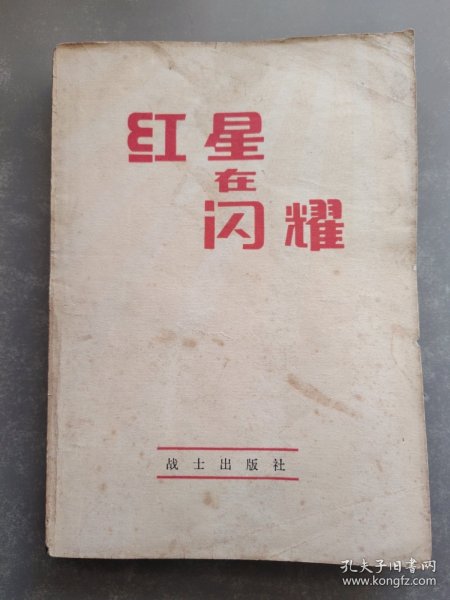 红星
在
闪耀
战士出版社
孔夫子旧书网
www.kongfz.com